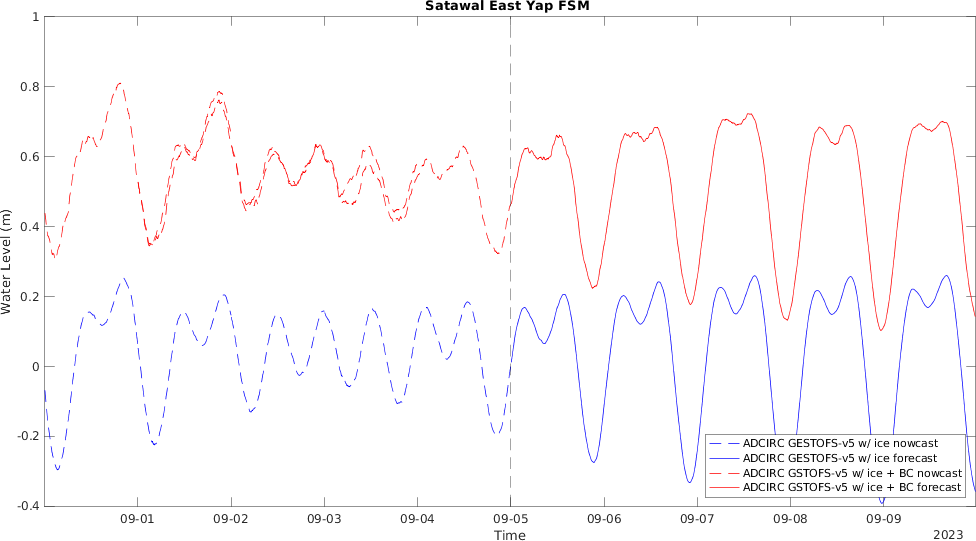 Satawal East Yap FSM
1
0.8
0.6
0.4
0.2
0
-0.2
-0.4
Water Level (m)
ADCIRC GESTOFS-v5 w/ ice nowcast
ADCIRC GESTOFS-v5 w/ ice forecast
ADCIRC GSTOFS-v5 w/ ice + BC nowcast
ADCIRC GSTOFS-v5 w/ ice + BC forecast
09-01 09-02 09-03 09-04 09-05 09-06 09-07 09-08 09-09
Time
2023